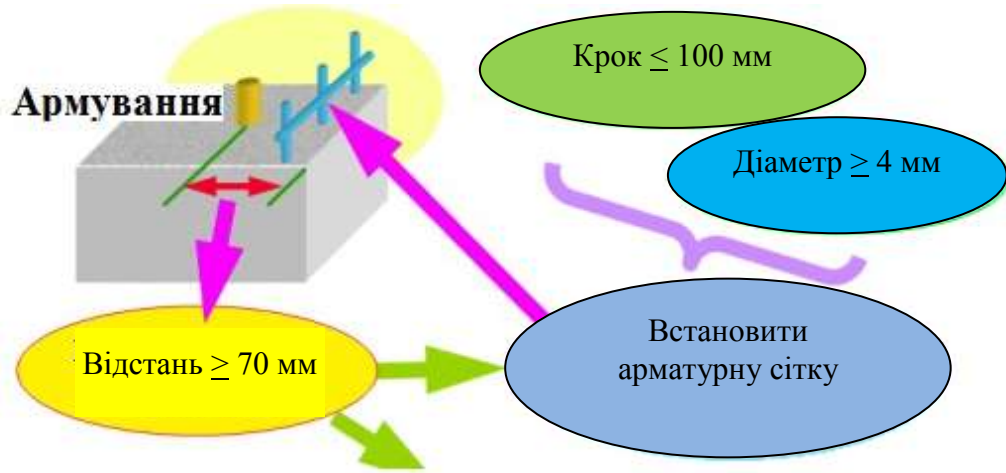 Крок ≤ 100 мм
Армування
Діаметр ≥ 4 мм
Відстань ≥ 70 мм
Встановити
арматурну сітку